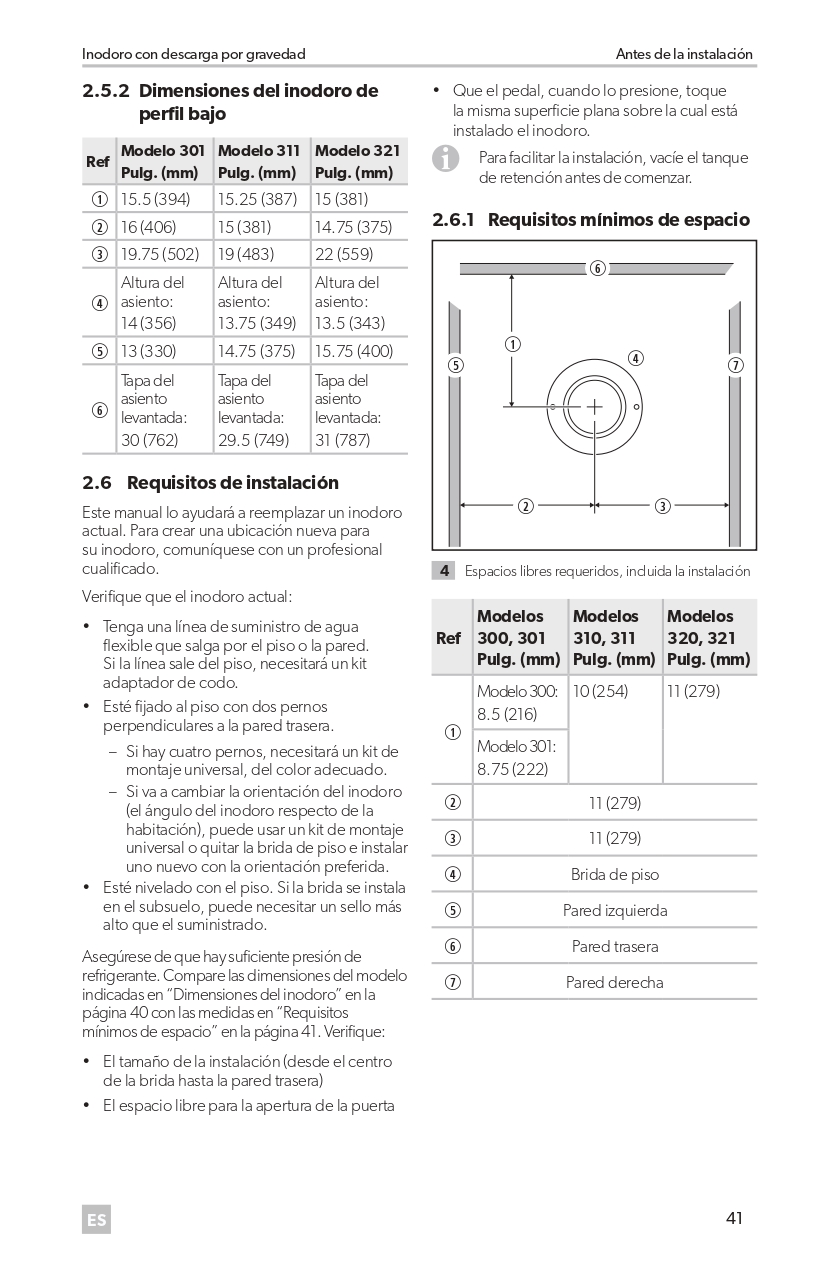 Inodoro con descarga por gravedad
Antes de la instalación
2.5.2 Dimensiones del inodoro de
perfil bajo
Ref
Modelo 301
Pulg. (mm)
Modelo 311
Pulg. (mm)
Modelo 321
Pulg. (mm)
① 15.5 (394) 15.25 (387) 15 (381)
② 16 (406) 15 (381) 14.75 (375)
③ 19.75 (502) 19 (483) 22 (559)
④
Altura del
asiento:
14 (356)
Altura del
asiento:
13.75 (349)
Altura del
asiento:
13.5 (343)
⑤ 13 (330) 14.75 (375) 15.75 (400)
⑥
Tapa del
asiento
levantada:
30 (762)
Tapa del
asiento
levantada:
29.5 (749)
Tapa del
asiento
levantada:
31 (787)
2.6 Requisitos de instalación
Este manual lo ayudará a reemplazar un inodoro
actual. Para crear una ubicación nueva para
su inodoro, comuníquese con un profesional
cualificado.
Verifique que el inodoro actual:
• Tenga una línea de suministro de agua
flexible que salga por el piso o la pared.
Si la línea sale del piso, necesitará un kit
adaptador de codo.
• Esté fijado al piso con dos pernos
perpendiculares a la pared trasera.
– Si hay cuatro pernos, necesitará un kit de
montaje universal, del color adecuado.
– Si va a cambiar la orientación del inodoro
(el ángulo del inodoro respecto de la
habitación), puede usar un kit de montaje
universal o quitar la brida de piso e instalar
uno nuevo con la orientación preferida.
• Esté nivelado con el piso. Si la brida se instala
en el subsuelo, puede necesitar un sello más
alto que el suministrado.
Asegúrese de que hay suficiente presión de
refrigerante. Compare las dimensiones del modelo
indicadas en “Dimensiones del inodoro” en la
página 40 con las medidas en “Requisitos
mínimos de espacio” en la página 41. Verifique:
• El tamaño de la instalación (desde el centro
de la brida hasta la pared trasera)
• El espacio libre para la apertura de la puerta
• Que el pedal, cuando lo presione, toque
la misma superficie plana sobre la cual está
instalado el inodoro.
i
Para facilitar la instalación, vacíe el tanque
de retención antes de comenzar.
2.6.1 Requisitos mínimos de espacio
⑥
①
④
⑤
⑦
②
③
4 Espacios libres requeridos, incluida la instalación
Ref
Modelos
300, 301
Pulg. (mm)
Modelos
310, 311
Pulg. (mm)
Modelos
320, 321
Pulg. (mm)
①
Modelo 300:
8.5 (216)
Modelo 301:
8.75 (222)
10 (254)
11 (279)
② 11 (279)
③ 11 (279)
④ Brida de piso
⑤ Pared izquierda
⑥ Pared trasera
⑦ Pared derecha
ES
41